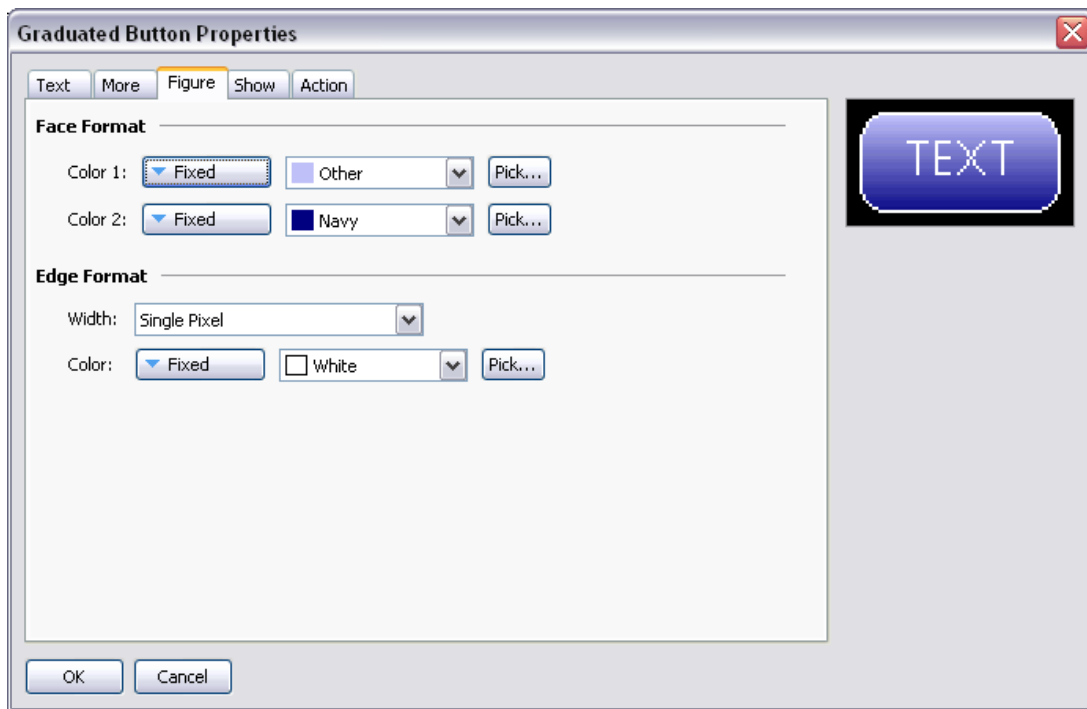 Graduated Button Properties
Text More Figure Show Action
TEXT
Face Format
Color 1: Fixed Other Pick...
Color 2: Fixed Navy Pick...
Edge Format
Width: Single Pixel
Color: Fixed White Pick...
OK Cancel